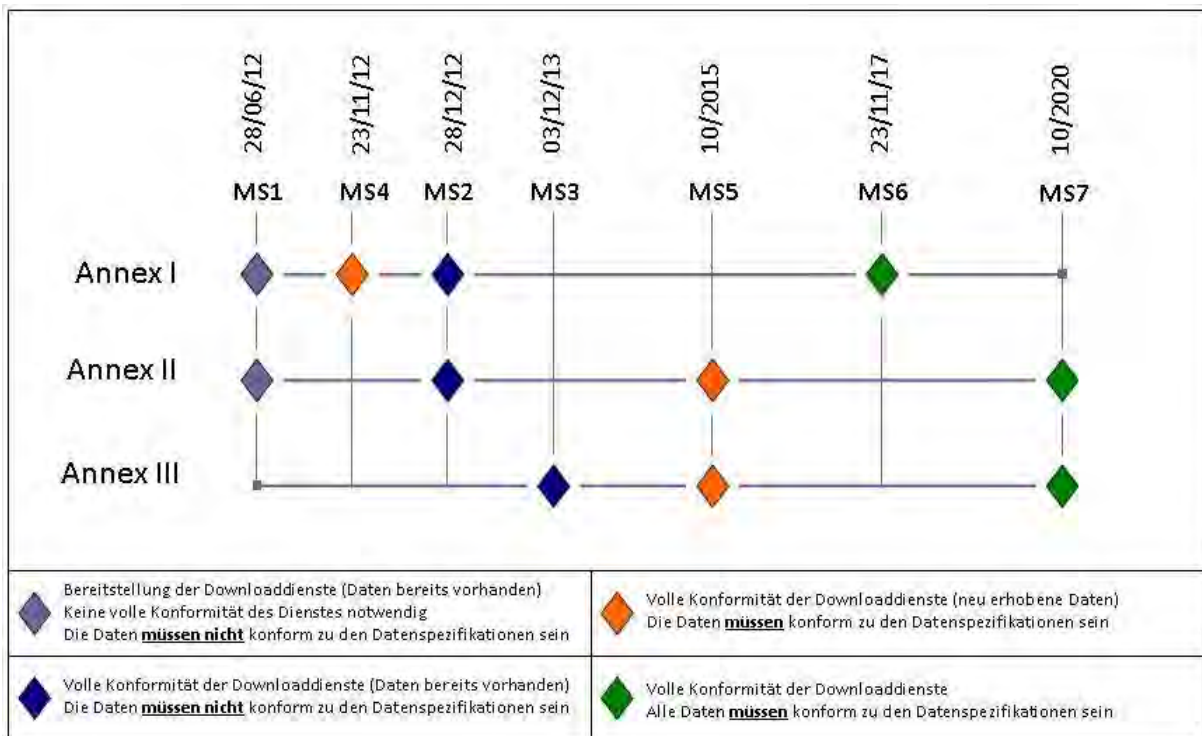 28/06/12
23/11/12
28/12/12
03/12/13
10/2015
23/11/17
10/2020
MS1
MS4
MS2
MS3
MS5
MS6
MS7
Annex I
Annex II
Annex III
Bereitstellung der Downloaddienste (Daten bereits vorhanden)
Keine volle Konformität des Dienstes notwendig
Die Daten müssen nicht konform zu den Datenspezifikationen sein
Volle Konformität der Downloaddienste (neu erhobene Daten)
Die Daten müssen konform zu den Datenspezifikationen sein
Volle Konformität der Downloaddienste (Daten bereits vorhanden)
Die Daten müssen nicht konform zu den Datenspezifikationen sein
Volle Konformität der Downloaddienste
Alle Daten müssen konform zu den Datenspezifikationen sein